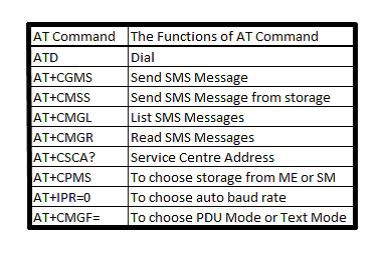 AT Command The Functions of AT Command
ATD Dial
AT+CGMS Send SMS Message
AT+CMSS Send SMS Message from storage
AT+CMGL List SMS Messages
AT+CMGR Read SMS Messages
AT+CSCA? Service Centre Address
AT+CPMS To choose storage from ME or SM
AT+IPR=0 To choose auto baud rate
AT+CMGF= To choose PDU Mode or Text Mode